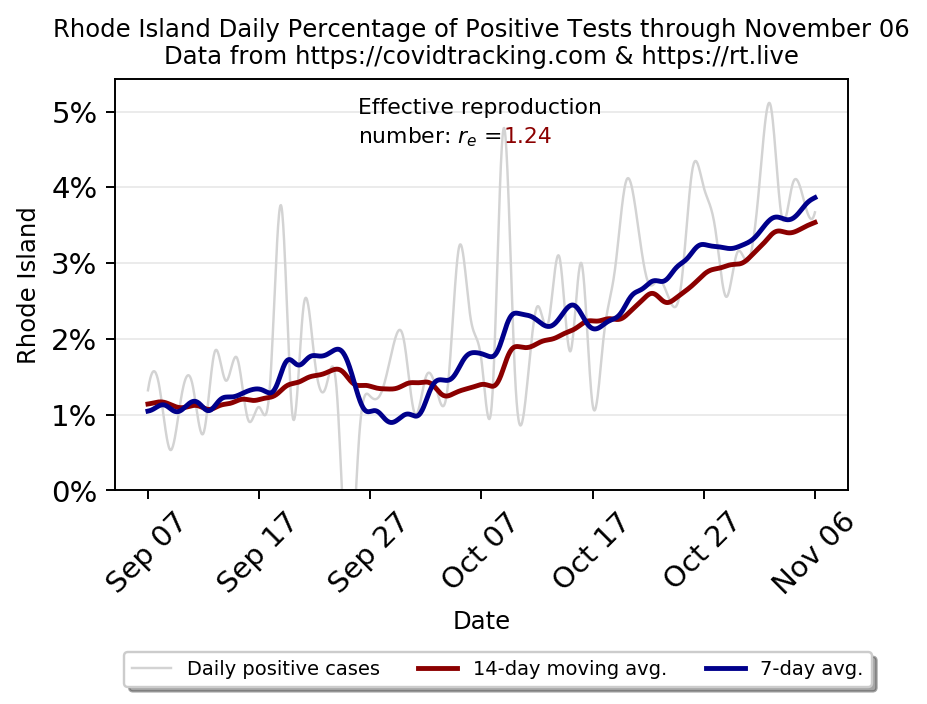 Rhode Island Daily Percentage of Positive Tests through November 06
Data from https://covidtracking.com & https://rt.live
Effective reproduction
number: rₑ =1.24
5%
4%
3%
2%
1%
0%
Rhode Island
Sep 07
Sep 17
Sep 27
Oct 07
Oct 17
Oct 27
Nov 06
Date
Daily positive cases
14-day moving avg.
7-day avg.